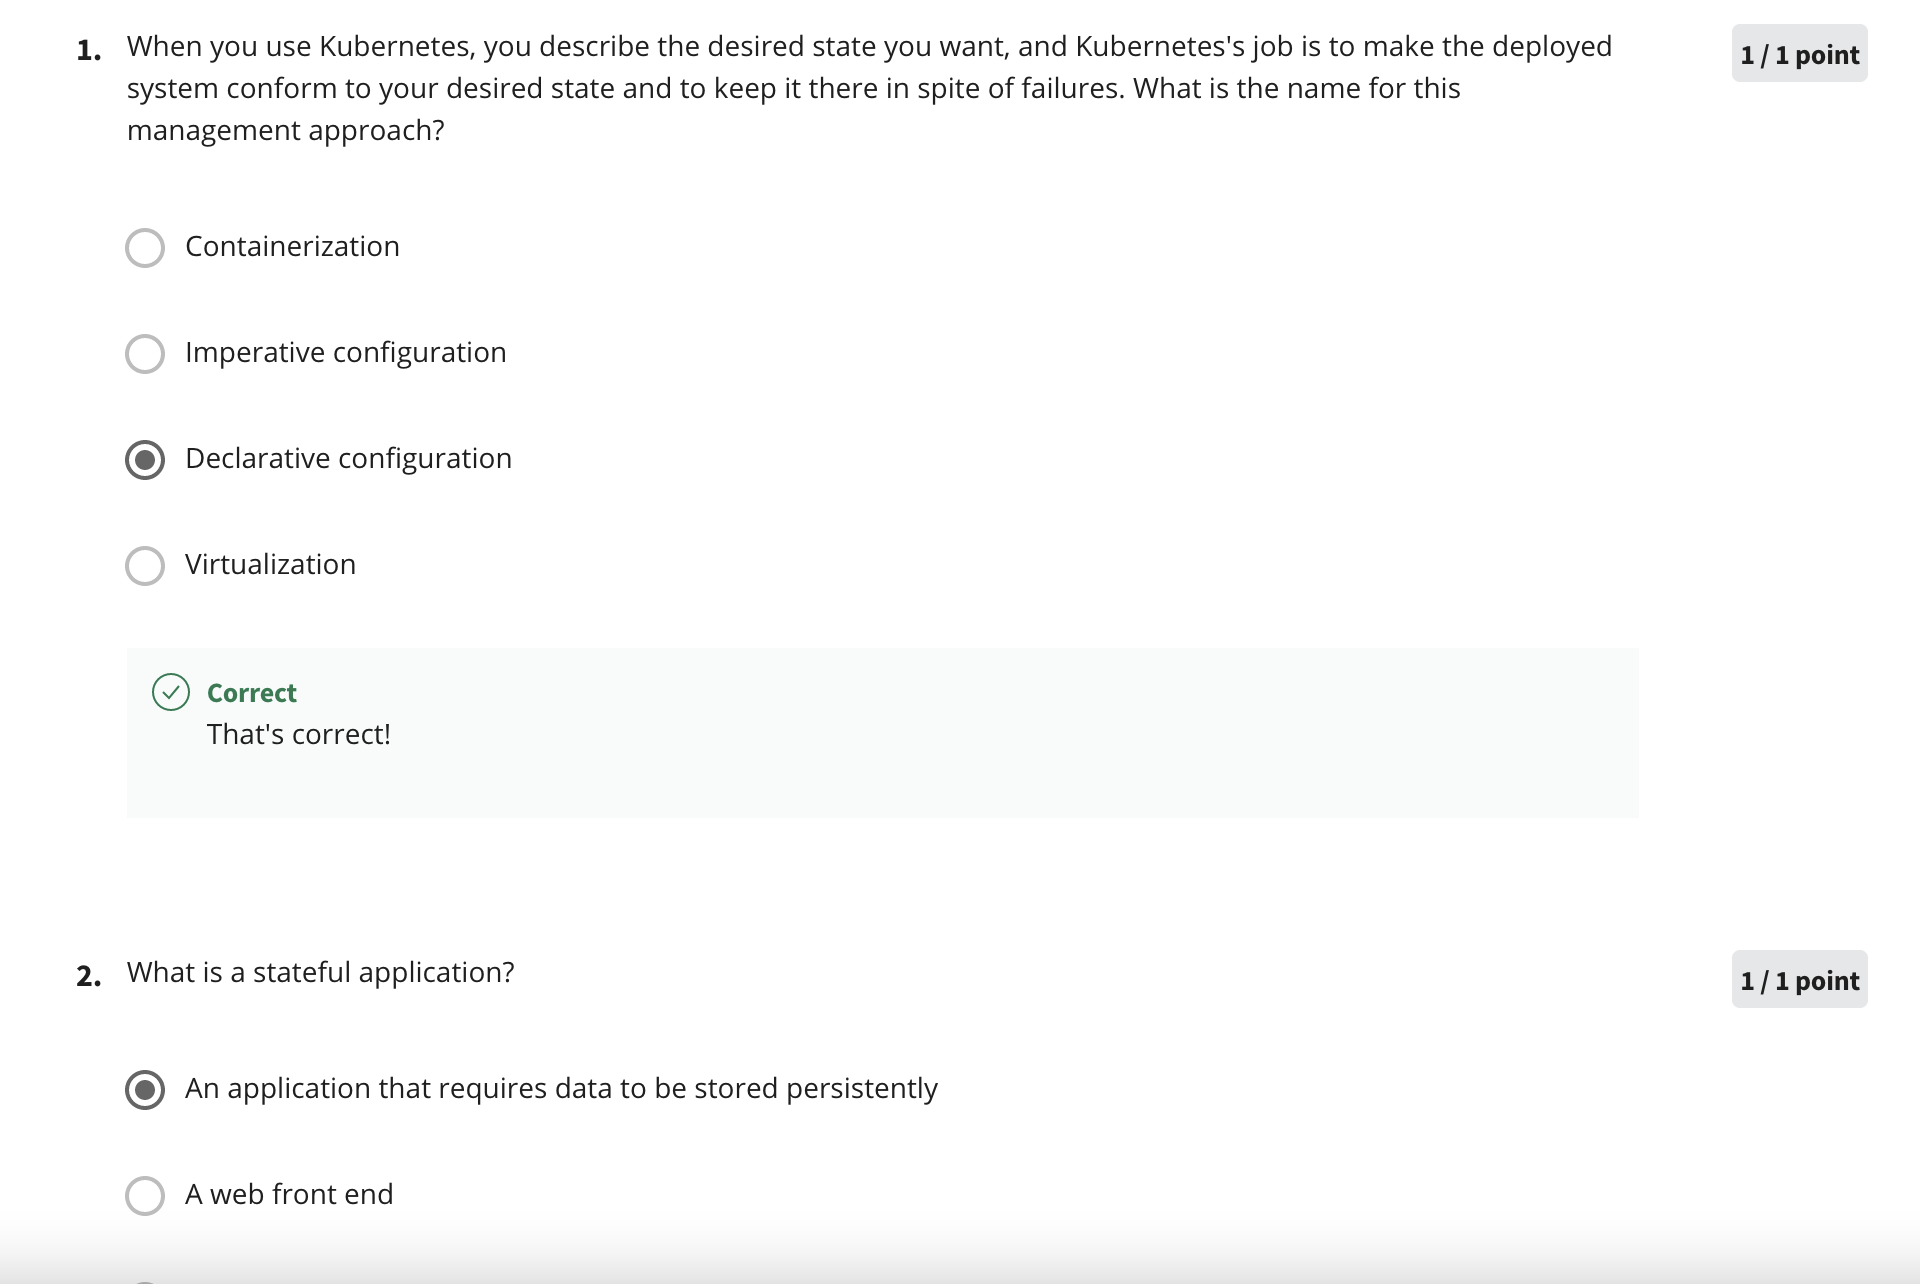 1. When you use Kubernetes, you describe the desired state you want, and Kubernetes's job is to make the deployed
system conform to your desired state and to keep it there in spite of failures. What is the name for this
management approach?
1 / 1 point
Containerization
Imperative configuration
Declarative configuration
Virtualization
Correct
That's correct!
2. What is a stateful application?
1 / 1 point
An application that requires data to be stored persistently
A web front end